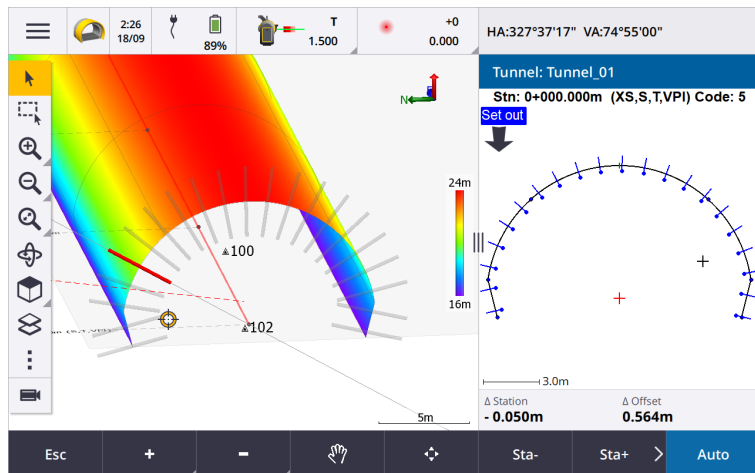 2:26
18/09
89%
T
1.500
+0
0.000
HA:327°37'17" VA:74°55'00"
Tunnel: Tunnel_01
Stn: 0+000.000m (XS,S,T,VPI) Code: 5
Set out
N
24m
16m
100
102
5m
3.0m
Δ Station
Δ Offset
- 0.050m
0.564m
Esc
+
-
Sta-
Sta+
Auto